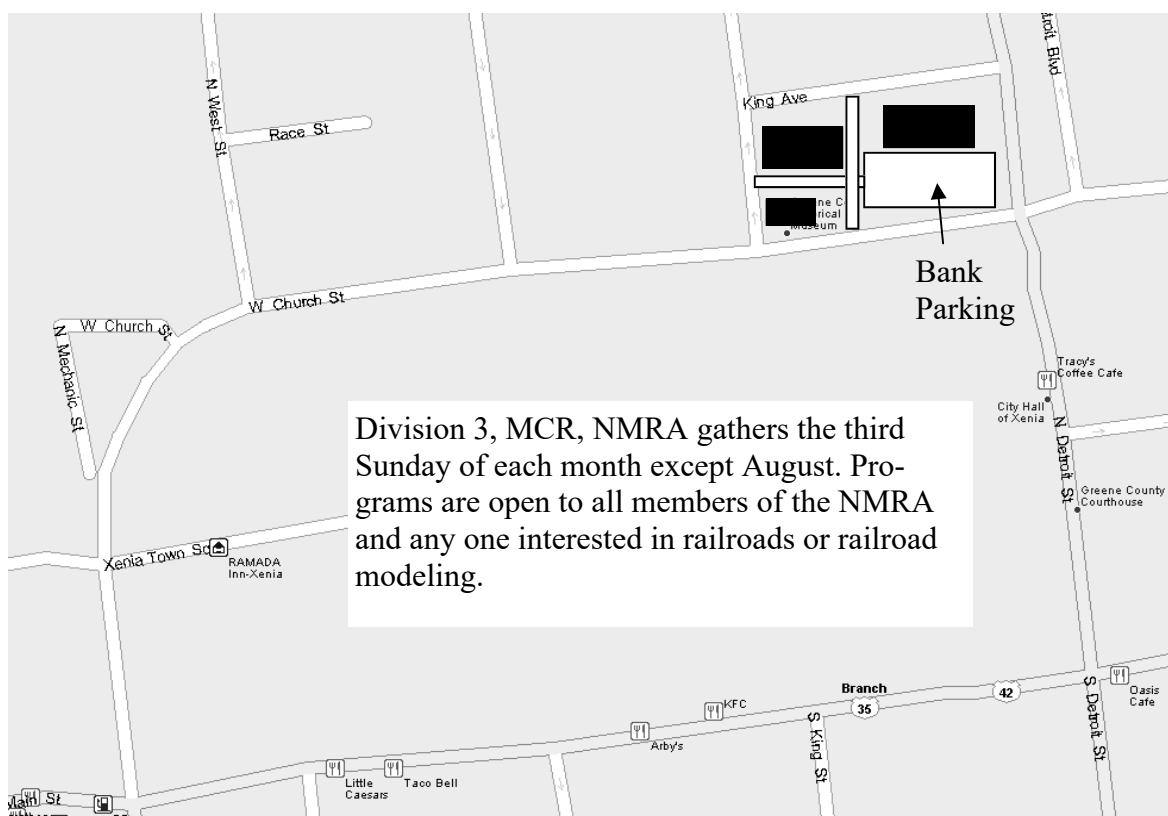 N West St
Race St
King Ave
Museum
W Church St
Bank
Parking
W Church St
N Mechanic St
Tracy's
Coffee Cafe
City Hall
of Xenia
N Detroit St
Division 3, MCR, NMRA gathers the third
Sunday of each month except August. Pro-
grams are open to all members of the NMRA
and any one interested in railroads or railroad
modeling.
Greene County
Courthouse
Xenia Town Sq
RAMADA
Inn-Xenia
Branch
35
42
KFC
Arby's
S King St
S Detroit St
Oasis
Cafe
Little
Caesars
Taco Bell
Main St